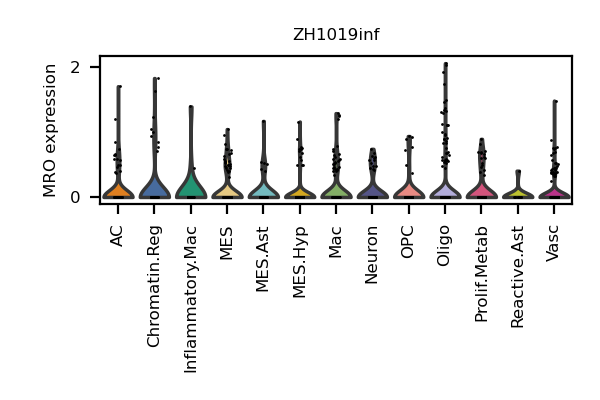 ZH1019inf
MRO expression
2
0
AC
Chromatin.Reg
Inflammatory.Mac
MES
MES.Ast
MES.Hyp
Mac
Neuron
OPC
Oligo
Prolif.Metab
Reactive.Ast
Vasc